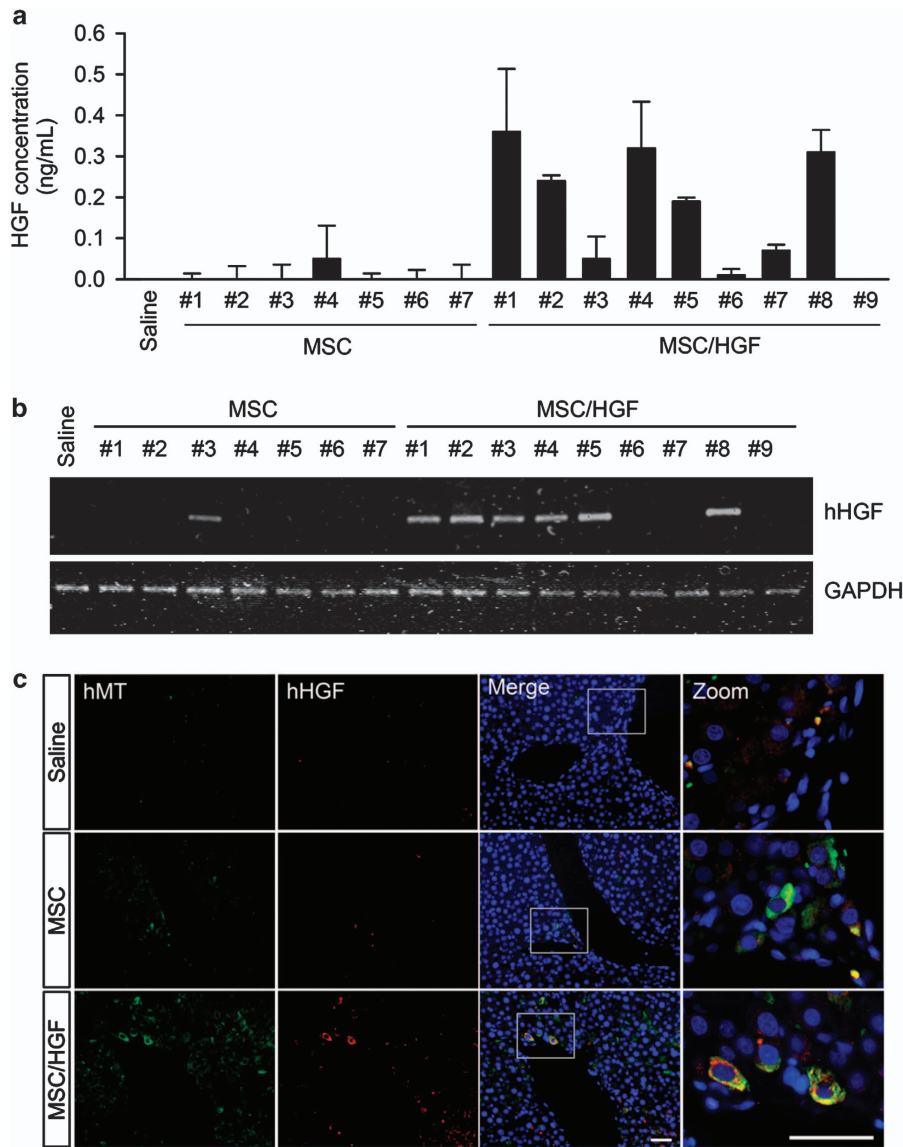 a
HGF concentration
(ng/mL)
0.6
0.5
0.4
0.3
0.2
0.1
0.0
Saline #1 #2 #3 #4 #5 #6 #7 #1 #2 #3 #4 #5 #6 #7 #8 #9
MSC MSC/HGF
b
MSC MSC/HGF
Saline #1 #2 #3 #4 #5 #6 #7 #1 #2 #3 #4 #5 #6 #7 #8 #9
hHGF
GAPDH
c
hMT hHGF Merge Zoom
Saline
MSC
MSC/HGF